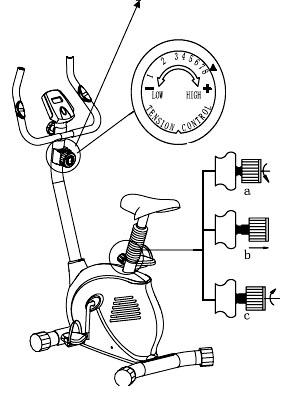 1 2 3 4 5 6 7 8
− +
LOW HIGH
TENSION CONTROL
a
b
c